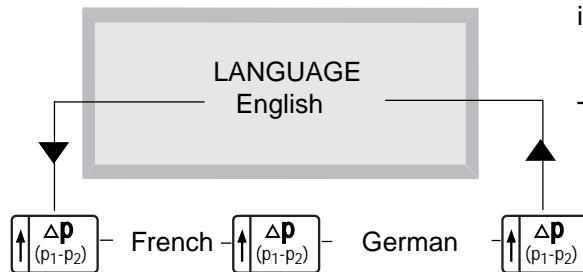 LANGUAGE
English
Δp
(p₁-p₂)
French
Δp
(p₁-p₂)
German
Δp
(p₁-p₂)
i